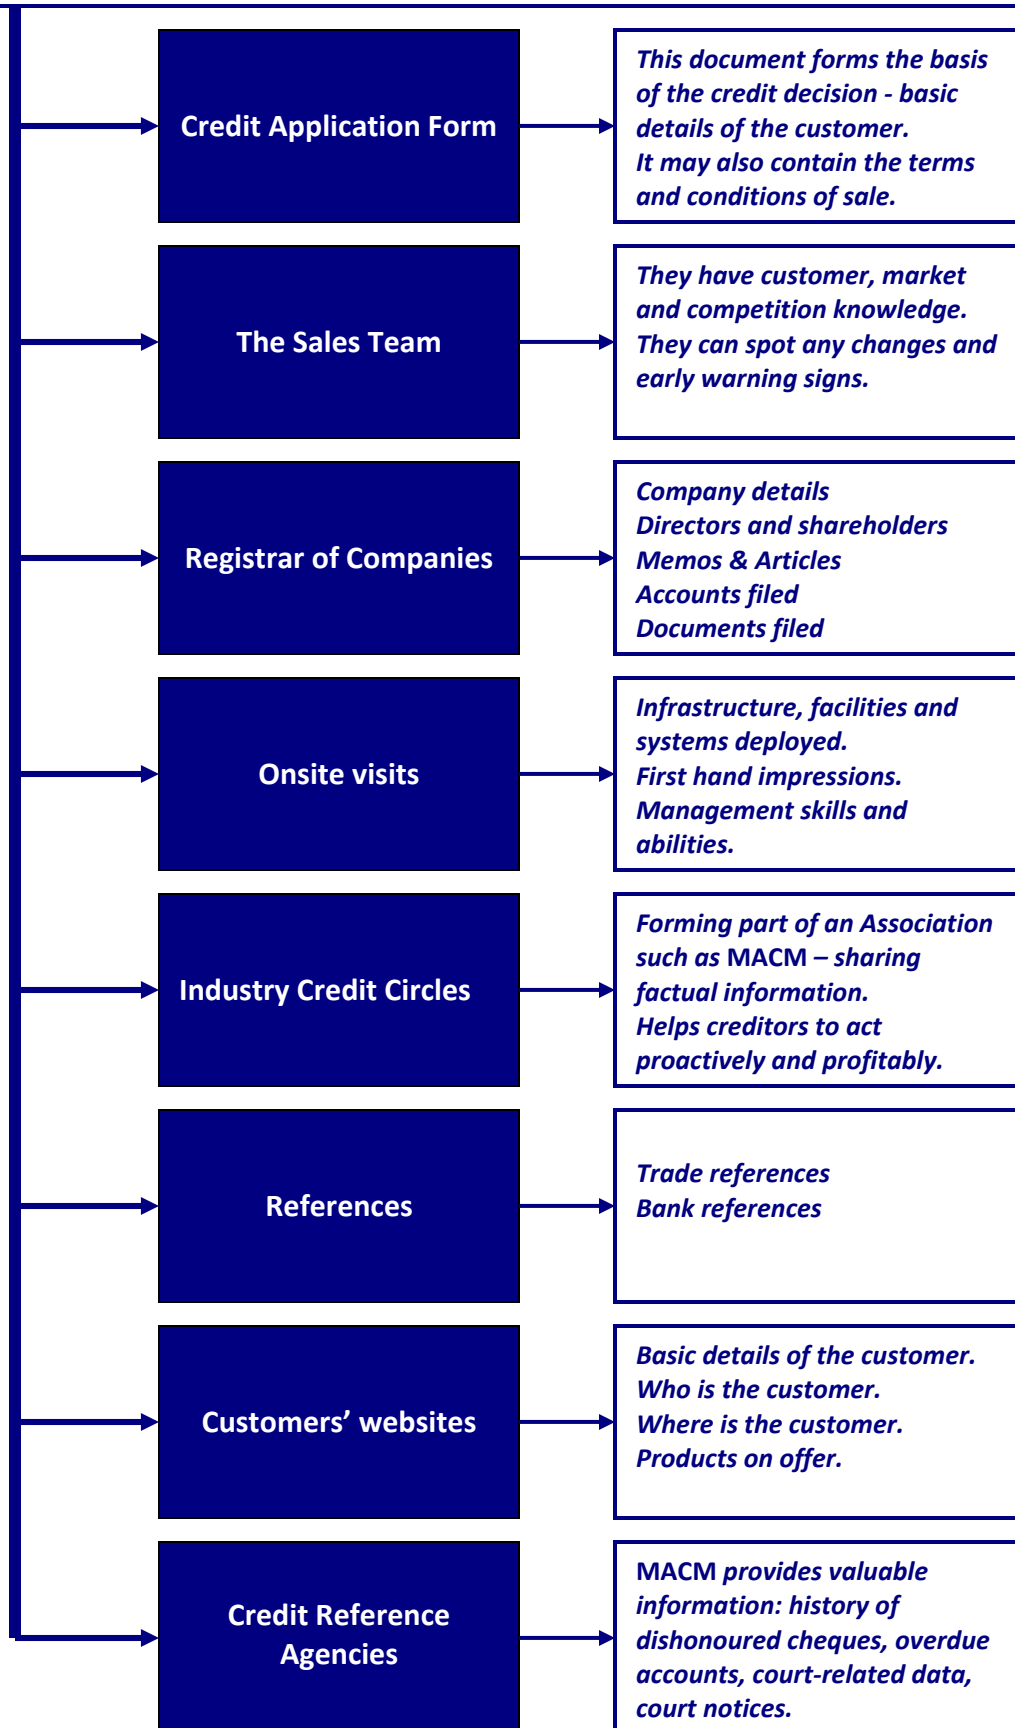 Credit Application Form
This document forms the basis
of the credit decision - basic
details of the customer.
It may also contain the terms
and conditions of sale.
The Sales Team
They have customer, market
and competition knowledge.
They can spot any changes and
early warning signs.
Registrar of Companies
Company details
Directors and shareholders
Memos & Articles
Accounts filed
Documents filed
Onsite visits
Infrastructure, facilities and
systems deployed.
First hand impressions.
Management skills and
abilities.
Industry Credit Circles
Forming part of an Association
such as MACM – sharing
factual information.
Helps creditors to act
proactively and profitably.
References
Trade references
Bank references
Customers’ websites
Basic details of the customer.
Who is the customer.
Where is the customer.
Products on offer.
Credit Reference
Agencies
MACM provides valuable
information: history of
dishonoured cheques, overdue
accounts, court-related data,
court notices.